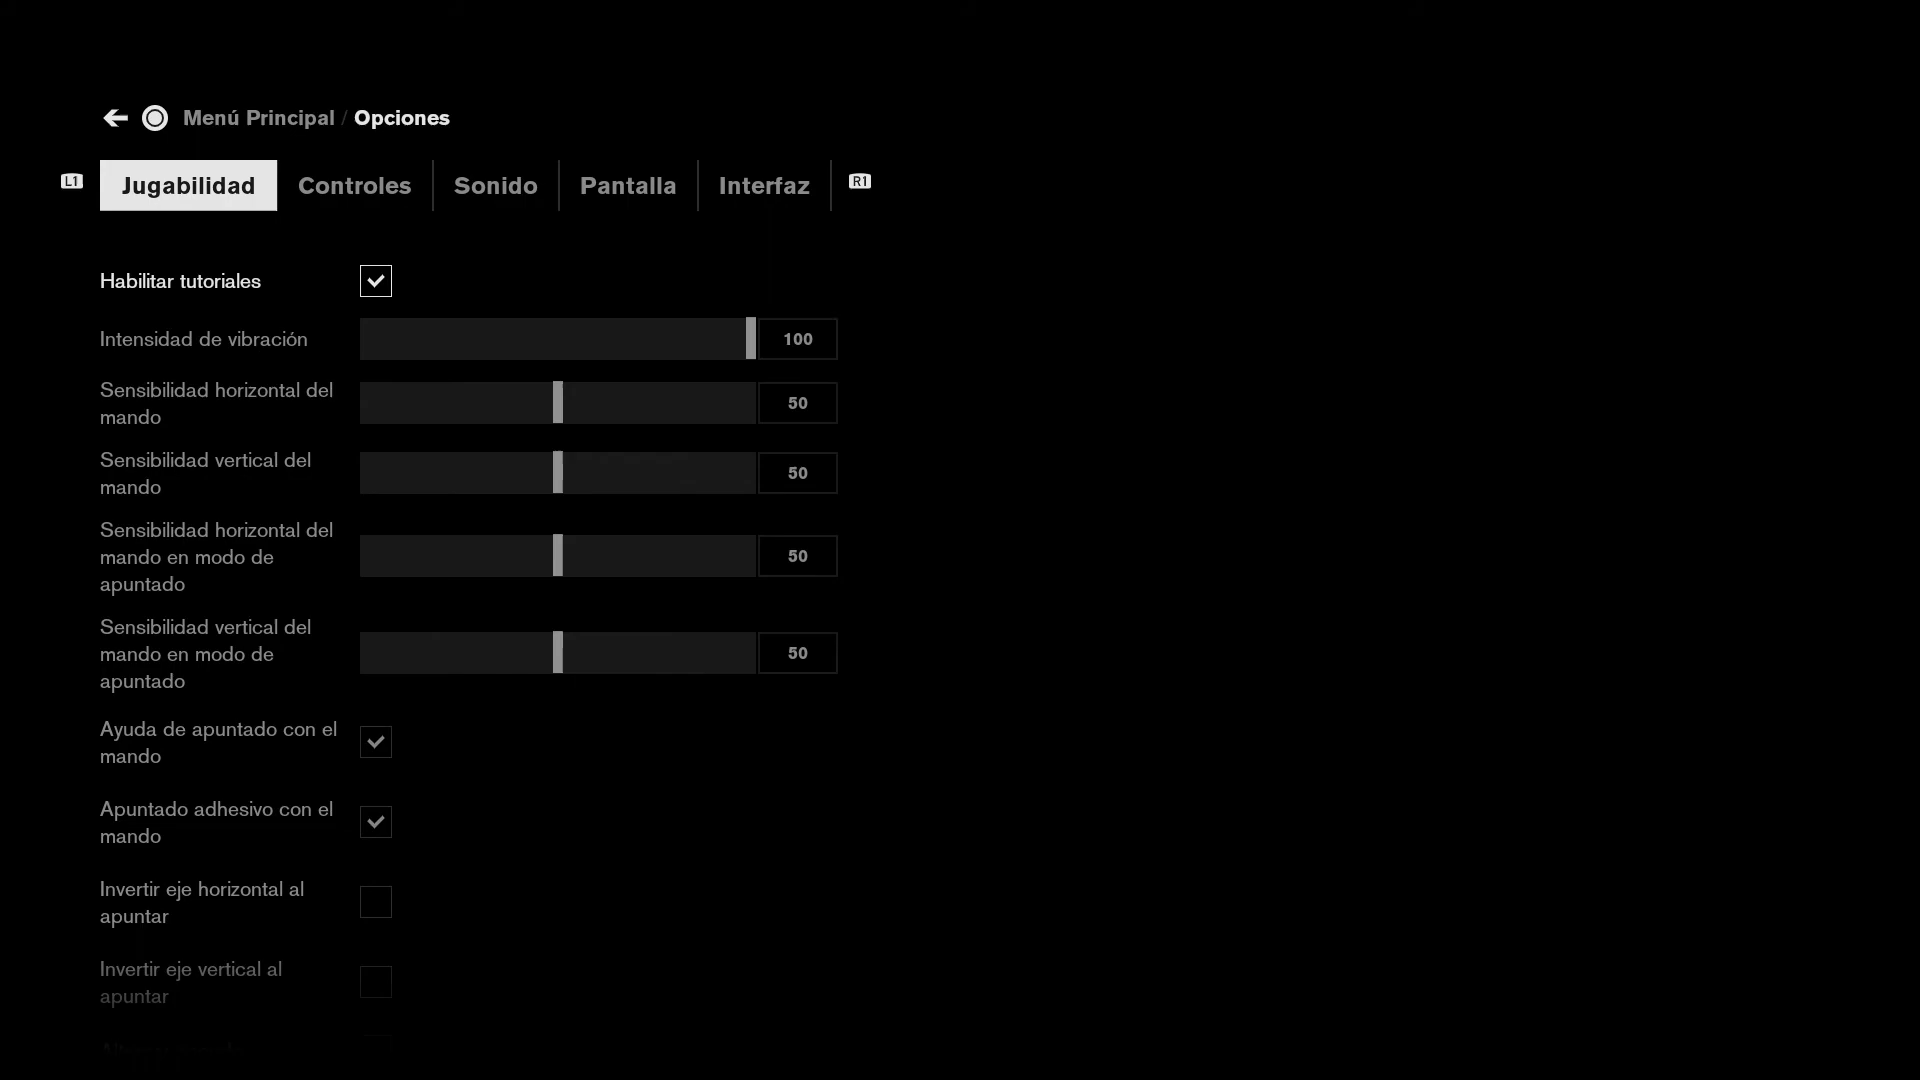 Menú Principal / Opciones
L1 Jugabilidad Controles Sonido Pantalla Interfaz R1
Habilitar tutoriales
Intensidad de vibración 100
Sensibilidad horizontal del
mando
50
Sensibilidad vertical del
mando
50
Sensibilidad horizontal del
mando en modo de
apuntado
50
Sensibilidad vertical del
mando en modo de
apuntado
50
Ayuda de apuntado con el
mando
Apuntado adhesivo con el
mando
Invertir eje horizontal al
apuntar
Invertir eje vertical al
apuntar